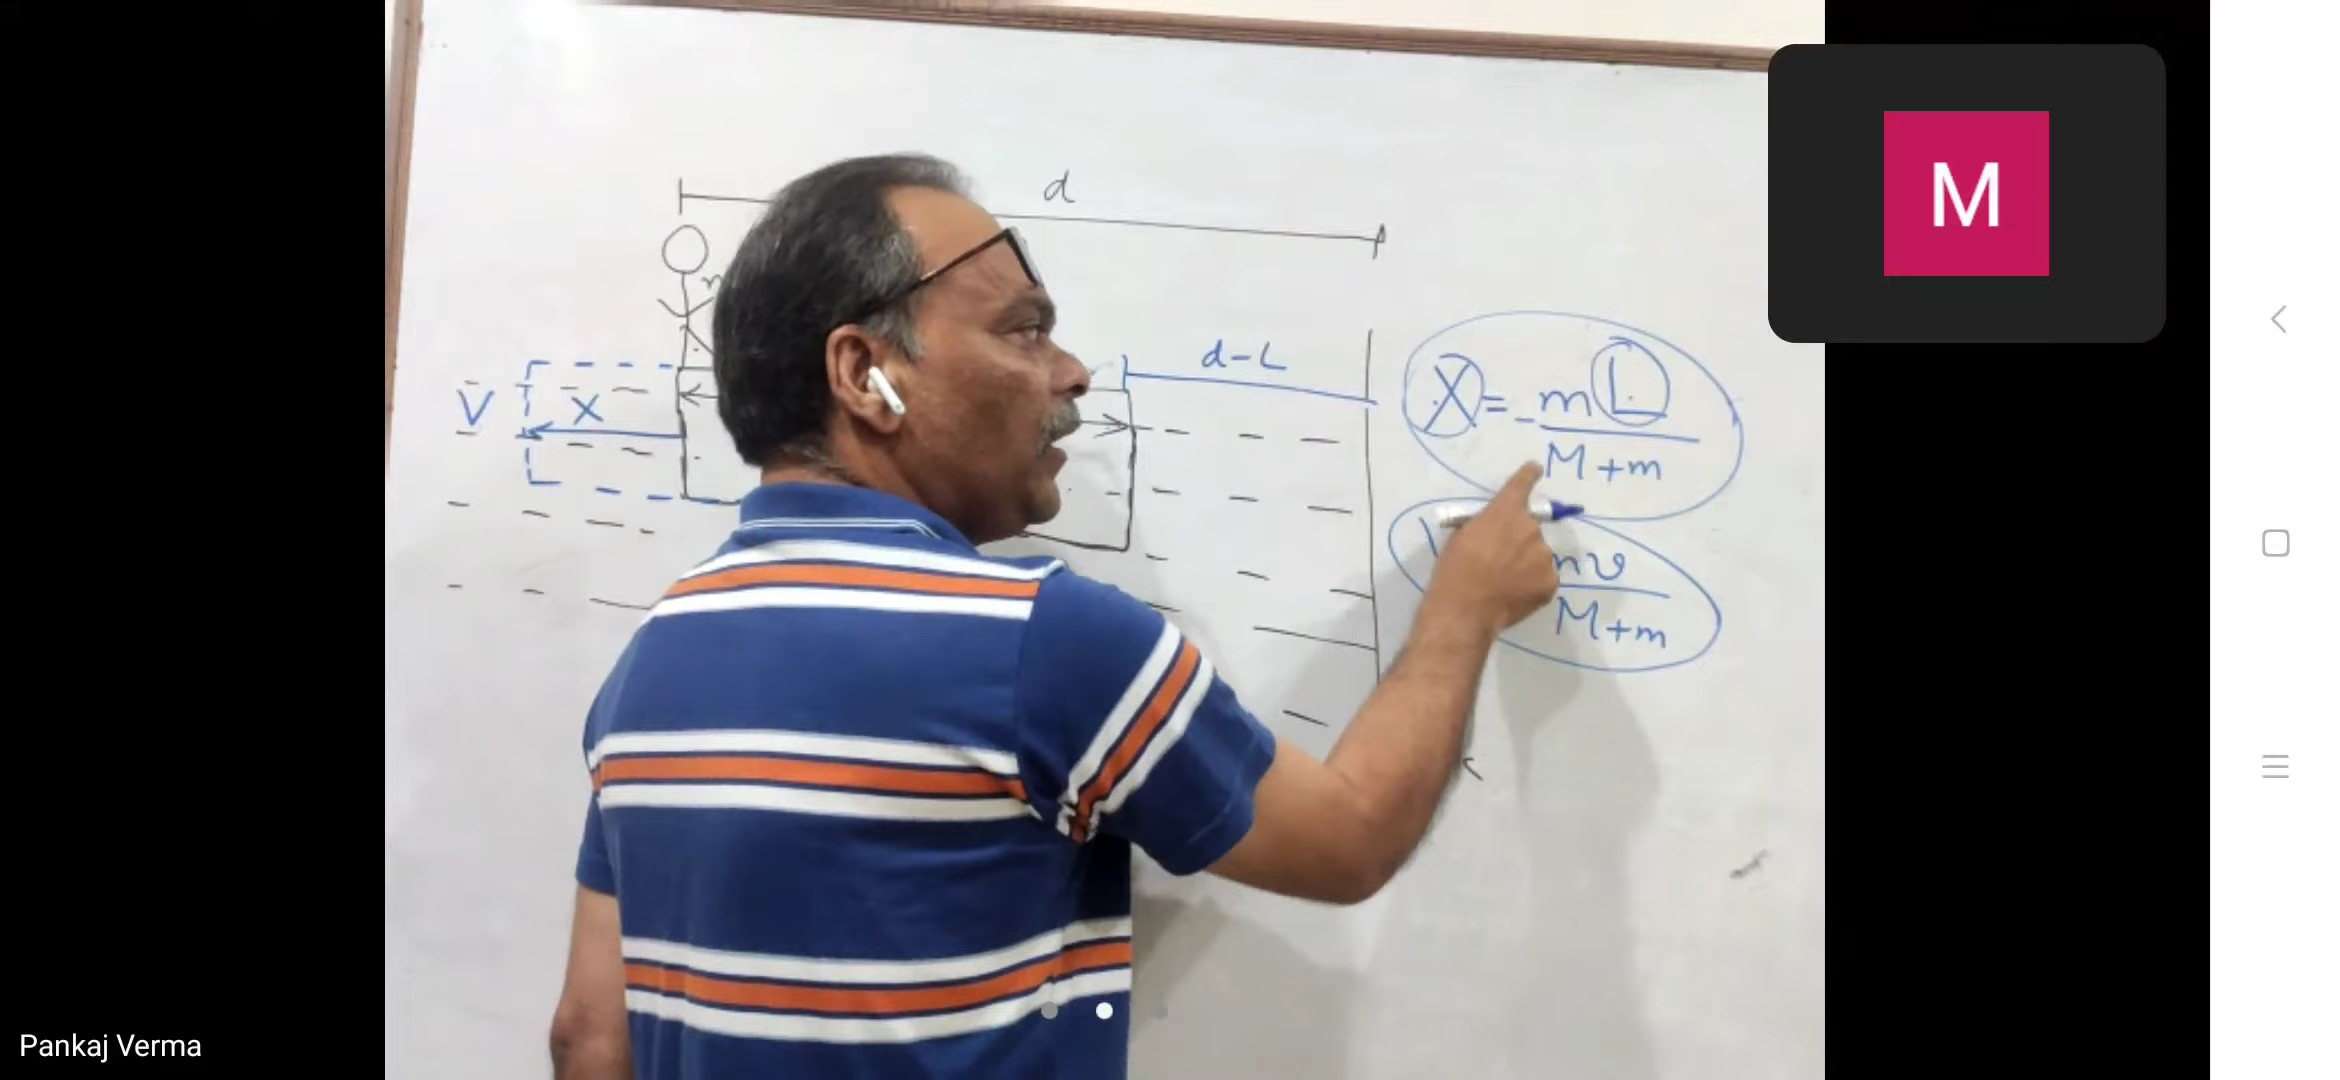 d
M
d-L
V
X
X = - mL
M+m
mv
M+m
Pankaj Verma